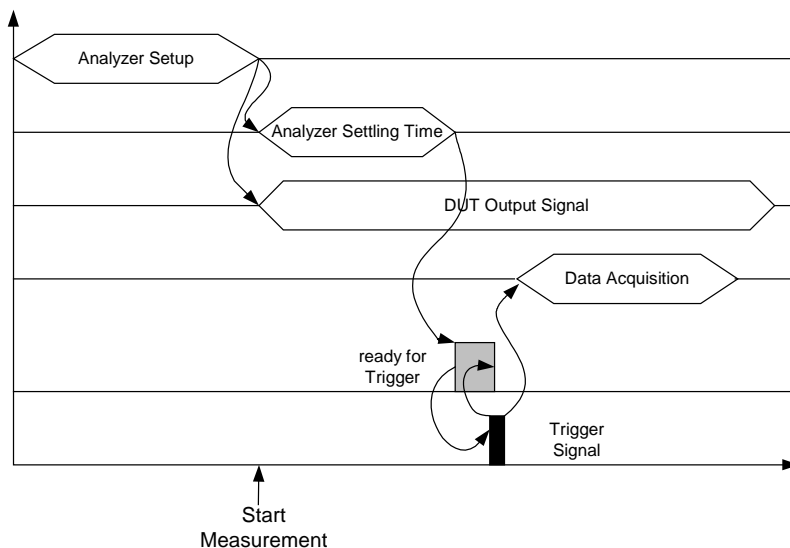 Analyzer Setup
Analyzer Settling Time
DUT Output Signal
Data Acquisition
ready for
Trigger
Trigger
Signal
Start
Measurement